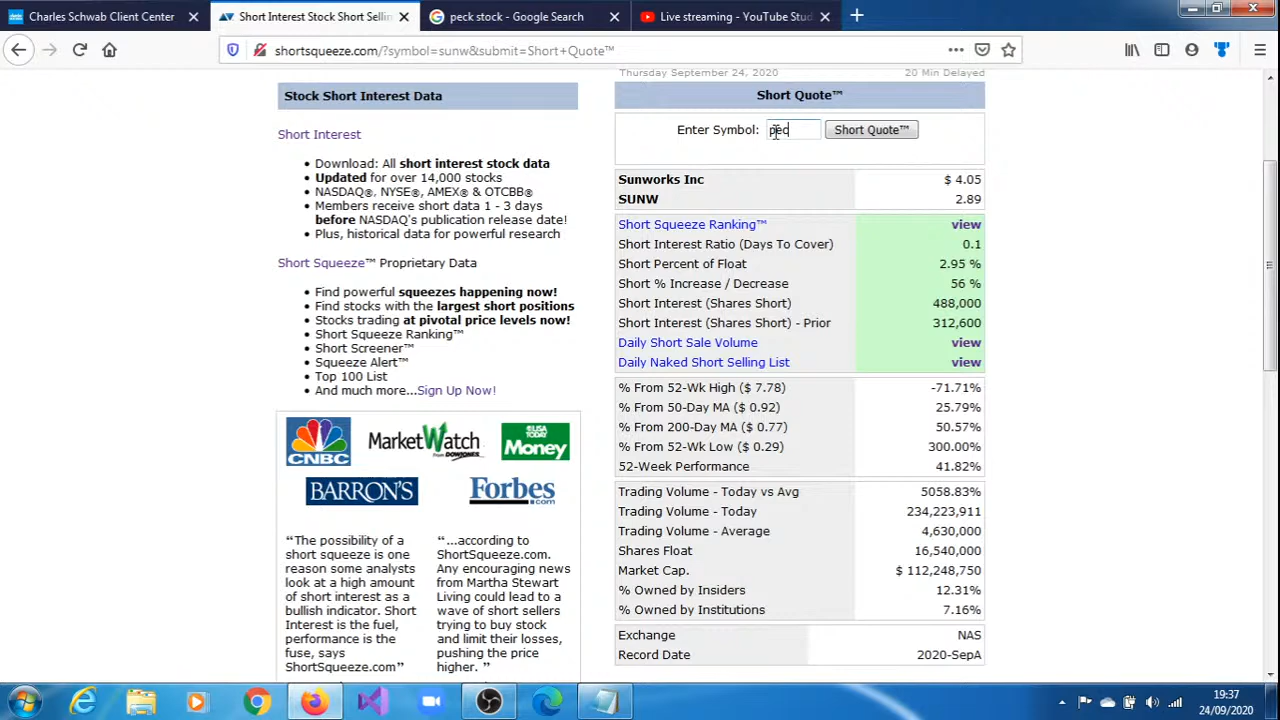 Charles Schwab Client Center
Short Interest Stock Short Sellin
peck stock - Google Search
Live streaming - YouTube Stud
shortsqueeze.com/?symbol=sunw&submit=Short+Quote™
Thursday September 24, 2020
20 Min Delayed
Stock Short Interest Data
Short Interest
• Download: All short interest stock data
• Updated for over 14,000 stocks
• NASDAQ®, NYSE®, AMEX® & OTCBB®
• Members receive short data 1 - 3 days
before NASDAQ's publication release date!
• Plus, historical data for powerful research
Short Squeeze™ Proprietary Data
• Find powerful squeezes happening now!
• Find stocks with the largest short positions
• Stocks trading at pivotal price levels now!
• Short Squeeze Ranking™
• Short Screener™
• Squeeze Alert™
• Top 100 List
• And much more...Sign Up Now!
CNBC
MarketWatch
FROM DOWJONES
USA TODAY
Money
BARRON'S
Forbes
.com
“The possibility of a
short squeeze is one
reason some analysts
look at a high amount
of short interest as a
bullish indicator. Short
Interest is the fuel,
performance is the
fuse, says
ShortSqueeze.com”
“...according to
ShortSqueeze.com.
Any encouraging news
from Martha Stewart
Living could lead to a
wave of short sellers
trying to buy stock
and limit their losses,
pushing the price
higher. ”
Short Quote™
Enter Symbol: pec Short Quote™
Sunworks Inc $ 4.05
SUNW 2.89
Short Squeeze Ranking™ view
Short Interest Ratio (Days To Cover) 0.1
Short Percent of Float 2.95 %
Short % Increase / Decrease 56 %
Short Interest (Shares Short) 488,000
Short Interest (Shares Short) - Prior 312,600
Daily Short Sale Volume view
Daily Naked Short Selling List view
% From 52-Wk High ($ 7.78) -71.71%
% From 50-Day MA ($ 0.92) 25.79%
% From 200-Day MA ($ 0.77) 50.57%
% From 52-Wk Low ($ 0.29) 300.00%
52-Week Performance 41.82%
Trading Volume - Today vs Avg 5058.83%
Trading Volume - Today 234,223,911
Trading Volume - Average 4,630,000
Shares Float 16,540,000
Market Cap. $ 112,248,750
% Owned by Insiders 12.31%
% Owned by Institutions 7.16%
Exchange NAS
Record Date 2020-SepA
19:37
24/09/2020